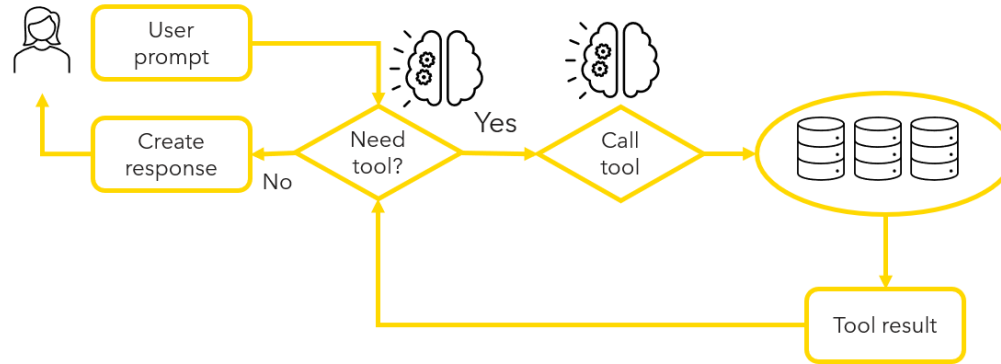 User
prompt
Create
response
Need
tool?
No
Yes
Call
tool
Tool result